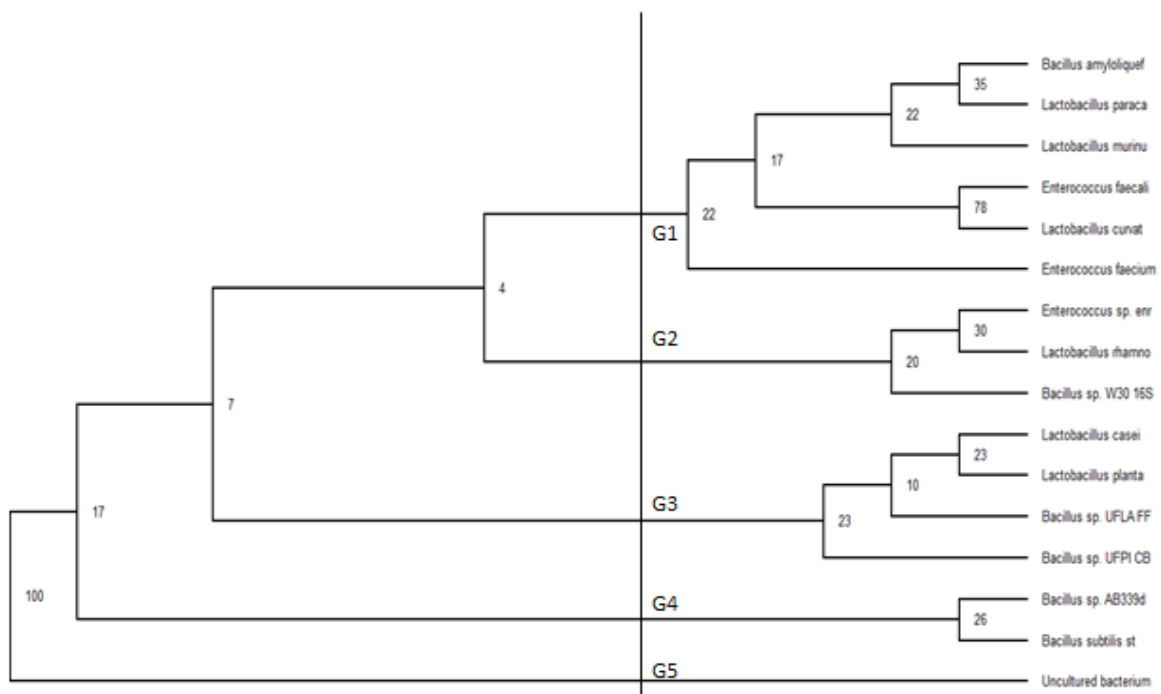 Bacillus amyloliquef
35
Lactobacillus paraca
22
Lactobacillus murinu
17
Enterococcus faecali
78
Lactobacillus curvat
22
G1
Enterococcus faecium
4
Enterococcus sp. enr
30
G2
Lactobacillus rhamno
20
Bacillus sp. W30 16S
7
Lactobacillus casei
23
Lactobacillus planta
10
G3
Bacillus sp. UFLA FF
23
17
Bacillus sp. UFPI CB
100
G4
Bacillus sp. AB339d
26
Bacillus subtilis st
G5
Uncultured bacterium